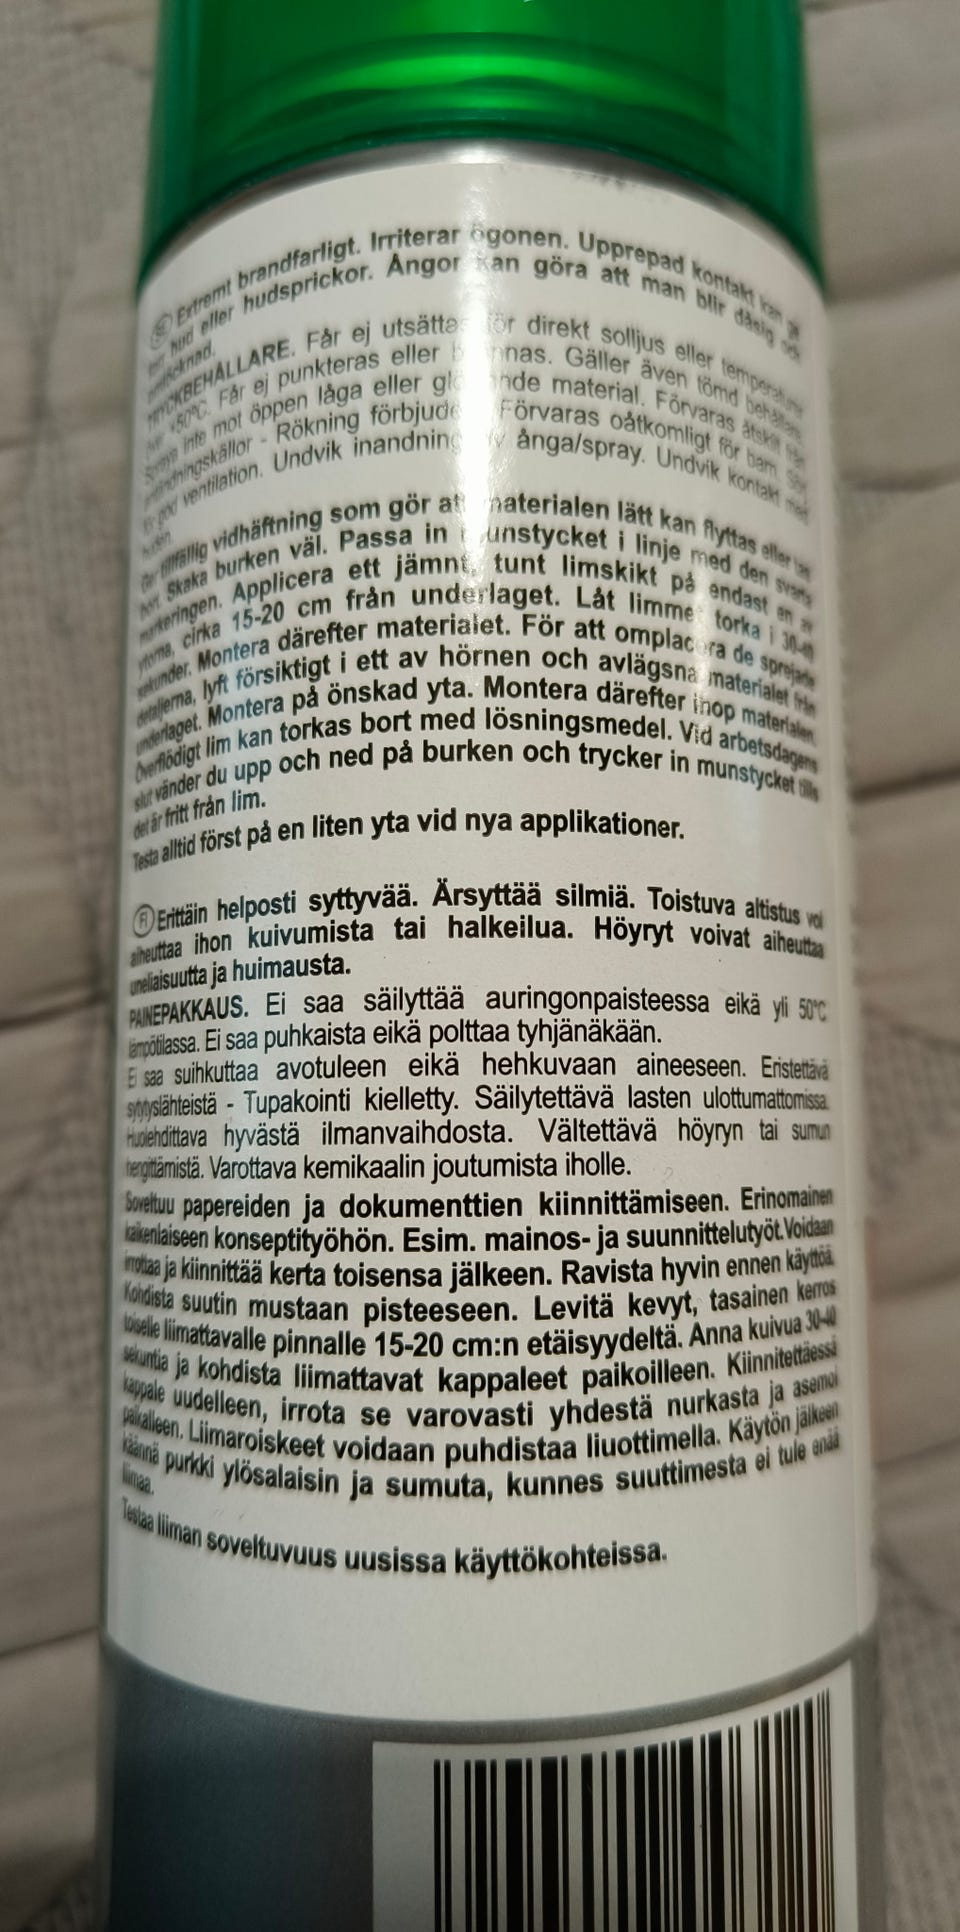 Extremt brandfarligt. Irriterar ögonen. Upprepad kontakt kan ge
hud eller hudsprickor. Ångor kan göra att man blir dåsig och
TRYCKBEHÅLLARE. Får ej utsättas för direkt solljus eller temperaturer
+50°C. Får ej punkteras eller brännas. Gäller även tömd behållare.
Spraya inte mot öppen låga eller glödande material. Förvaras åtskilt från
antändningskällor - Rökning förbjuden. Förvaras oåtkomligt för barn. Sörj
för god ventilation. Undvik inandning av ånga/spray. Undvik kontakt med
huden.
tillfällig vidhäftning som gör att materialen lätt kan flyttas eller tas
bort. Skaka burken väl. Passa in munstycket i linje med den svarta
markeringen. Applicera ett jämnt, tunt limskikt på endast en av
ytorna, cirka 15-20 cm från underlaget. Låt limmet torka i 30-40
sekunder. Montera därefter materialet. För att omplacera de sprejade
detaljerna, lyft försiktigt i ett av hörnen och avlägsna materialet från
underlaget. Montera på önskad yta. Montera därefter inop materialen.
Överflödigt lim kan torkas bort med lösningsmedel. Vid arbetsdagens
slut vänder du upp och ned på burken och trycker in munstycket tills
det är fritt från lim.
Testa alltid först på en liten yta vid nya applikationer.
FI Erittäin helposti syttyvää. Ärsyttää silmiä. Toistuva altistus voi
aiheuttaa ihon kuivumista tai halkeilua. Höyryt voivat aiheuttaa
uneliaisuutta ja huimausta.
PAINEPAKKAUS. Ei saa säilyttää auringonpaisteessa eikä yli 50°C
lämpötilassa. Ei saa puhkaista eikä polttaa tyhjänäkään.
Ei saa suihkuttaa avotuleen eikä hehkuvaan aineeseen. Eristettävä
sytytyslähteistä - Tupakointi kielletty. Säilytettävä lasten ulottumattomissa.
Huolehdittava hyvästä ilmanvaihdosta. Vältettävä höyryn tai sumun
hengittämistä. Varottava kemikaalin joutumista iholle.
Soveltuu papereiden ja dokumenttien kiinnittämiseen. Erinomainen
kaikenlaiseen konseptityöhön. Esim. mainos- ja suunnittelutyöt. Voidaan
irrottaa ja kiinnittää kerta toisensa jälkeen. Ravista hyvin ennen käyttöä.
Kohdista suutin mustaan pisteeseen. Levitä kevyt, tasainen kerros
toiselle liimattavalle pinnalle 15-20 cm:n etäisyydeltä. Anna kuivua 30-40
sekuntia ja kohdista liimattavat kappaleet paikoilleen. Kiinnitettäessä
kappale uudelleen, irrota se varovasti yhdestä nurkasta ja asemoi
paikalleen. Liimaroiskeet voidaan puhdistaa liuottimella. Käytön jälkeen
käännä purkki ylösalaisin ja sumuta, kunnes suuttimesta ei tule enää
liimaa.
Testaa liiman soveltuvuus uusissa käyttökohteissa.